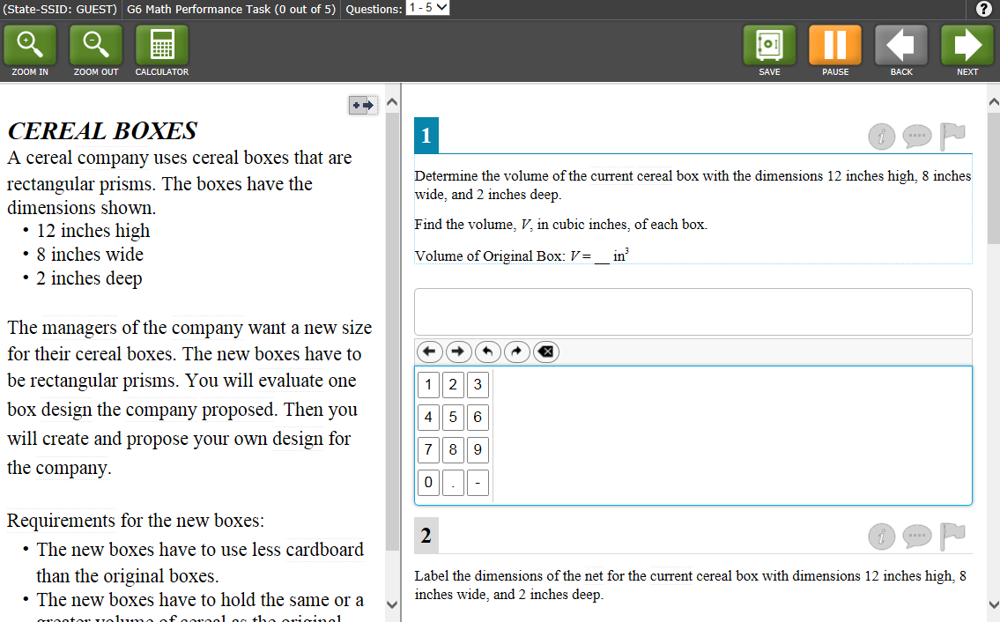 (State-SSID: GUEST) G6 Math Performance Task (0 out of 5) Questions: 1 - 5
?
ZOOM IN ZOOM OUT CALCULATOR SAVE PAUSE BACK NEXT
CEREAL BOXES
A cereal company uses cereal boxes that are
rectangular prisms. The boxes have the
dimensions shown.
• 12 inches high
• 8 inches wide
• 2 inches deep
The managers of the company want a new size
for their cereal boxes. The new boxes have to
be rectangular prisms. You will evaluate one
box design the company proposed. Then you
will create and propose your own design for
the company.
Requirements for the new boxes:
• The new boxes have to use less cardboard
than the original boxes.
• The new boxes have to hold the same or a
greater volume of cereal as the original
1
i
Determine the volume of the current cereal box with the dimensions 12 inches high, 8 inches
wide, and 2 inches deep.
Find the volume, V, in cubic inches, of each box.
Volume of Original Box: V = __ in³
1 2 3
4 5 6
7 8 9
0 . -
2
i
Label the dimensions of the net for the current cereal box with dimensions 12 inches high, 8
inches wide, and 2 inches deep.